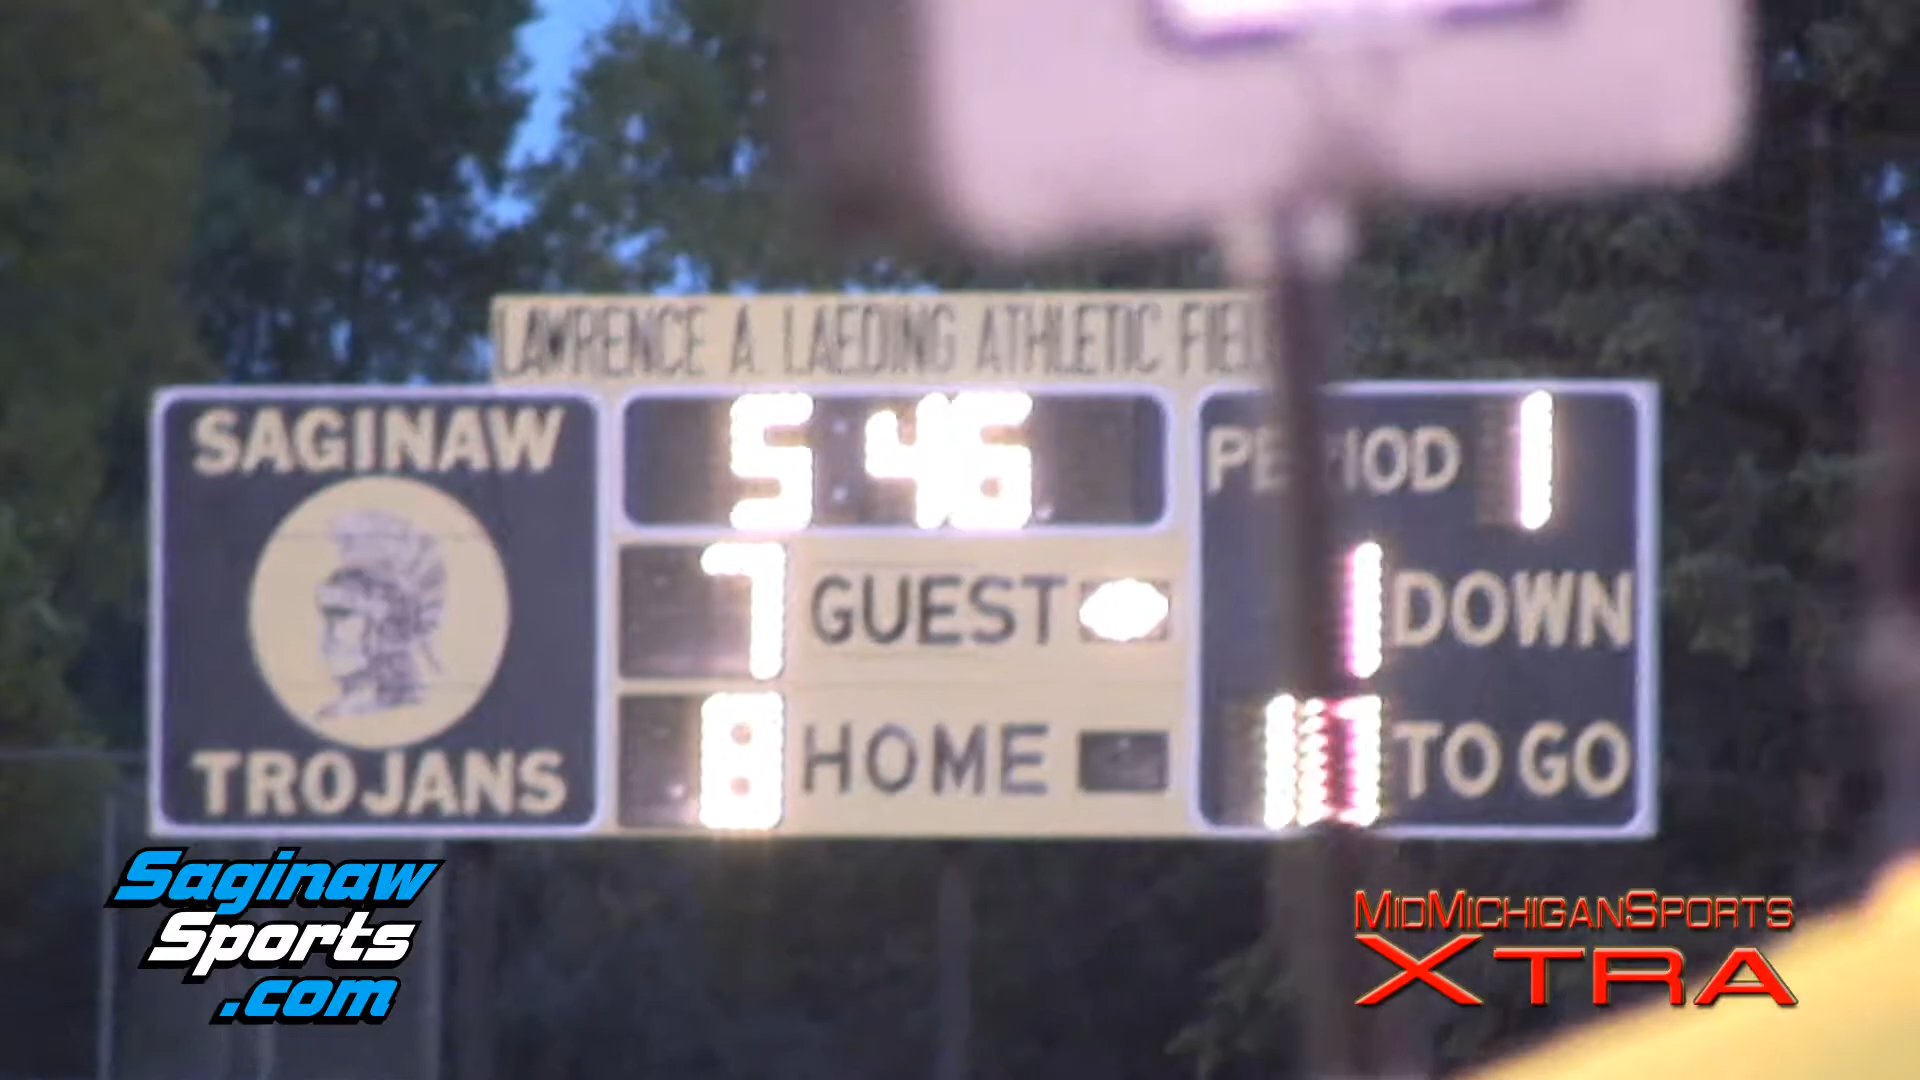 LAWRENCE A. LAEDING ATHLETIC FIELD
SAGINAW
TROJANS
5:46
7 GUEST
8 HOME
PERIOD 1
1 DOWN
TO GO
Saginaw
Sports
.com
MIDMICHIGANSPORTS
XTRA